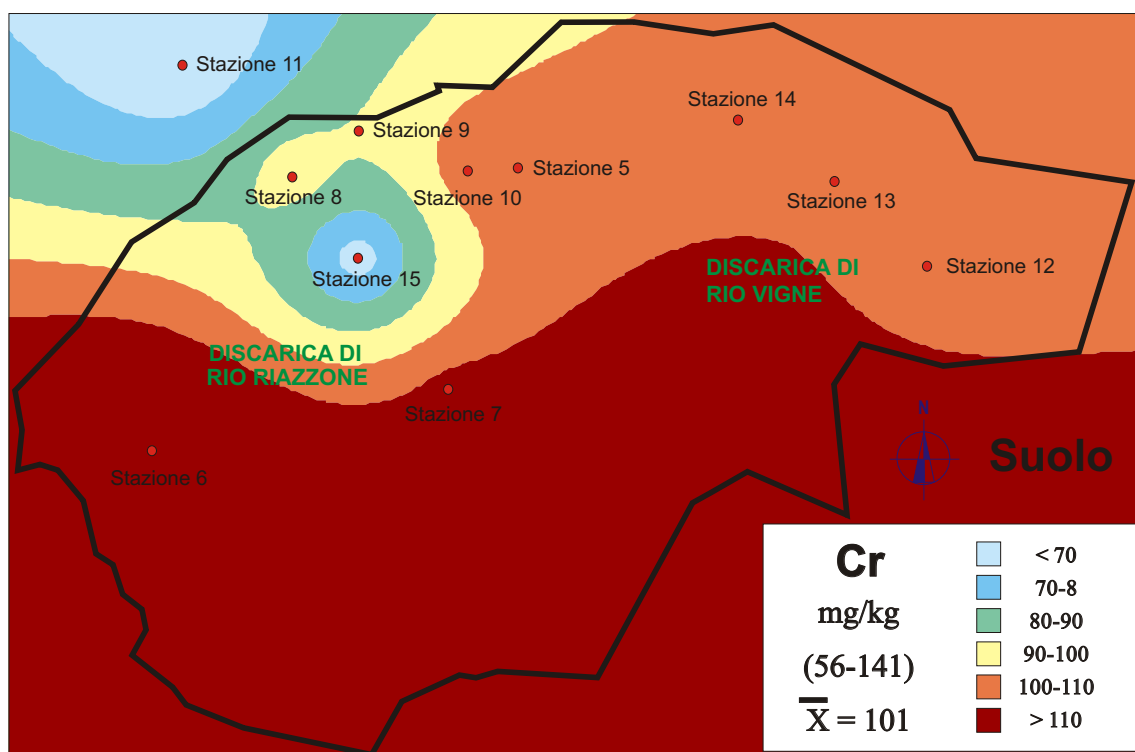 Stazione 11
Stazione 14
Stazione 9
Stazione 5
Stazione 8
Stazione 10
Stazione 13
Stazione 12
Stazione 15
DISCARICA DI
RIO VIGNE
DISCARICA DI
RIO RIAZZONE
Stazione 7
Stazione 6
N
Suolo
Cr
mg/kg
(56-141)
X = 101
< 70
70-8
80-90
90-100
100-110
> 110